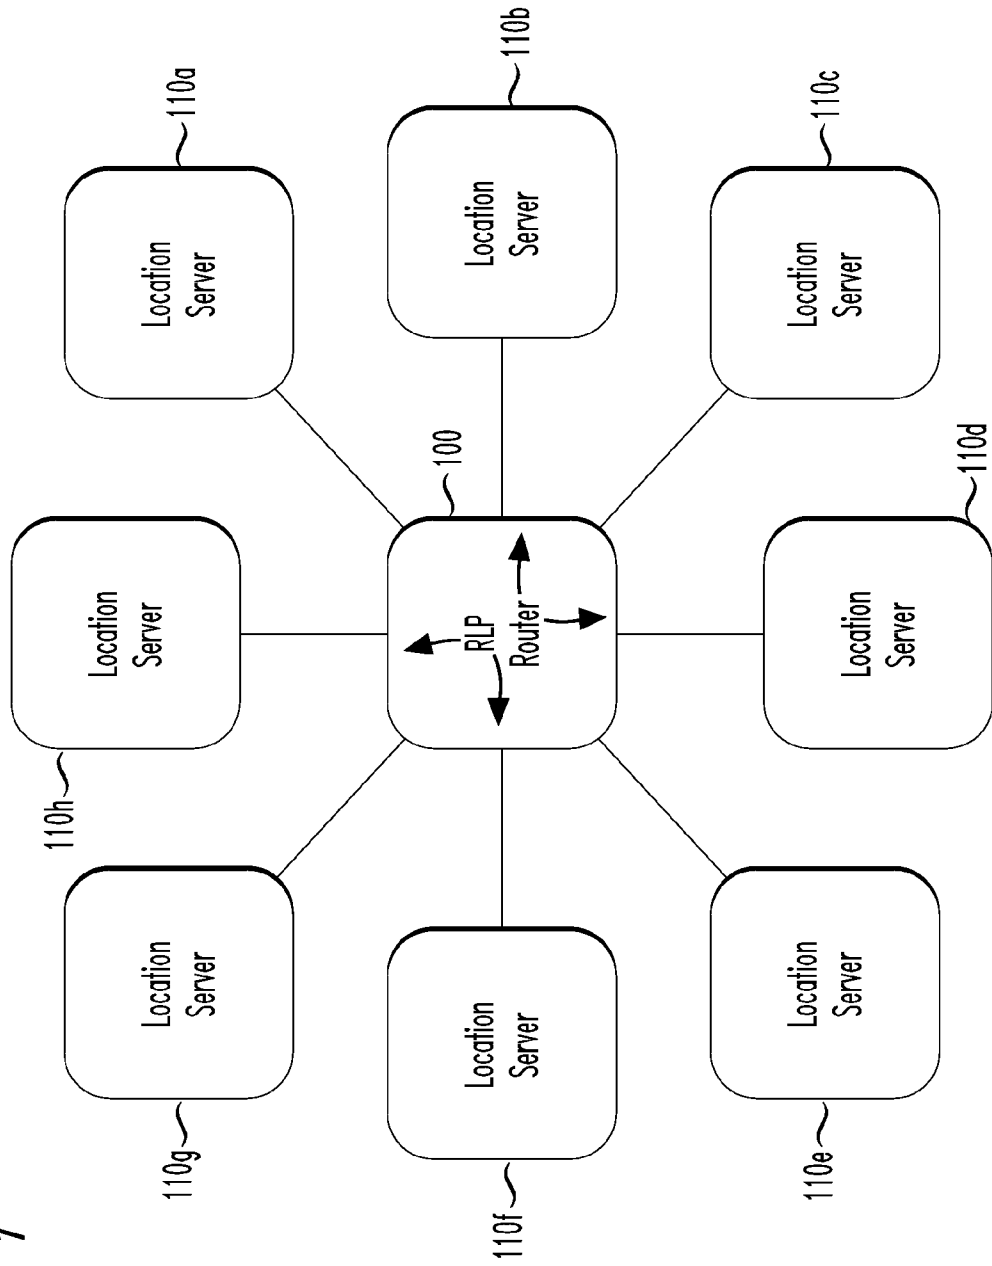 110h
Location
Server
110g
Location
Server
Location
Server
110a
100
110f
Location
Server
RLP
Router
Location
Server
110b
110e
Location
Server
Location
Server
110c
Location
Server
110d